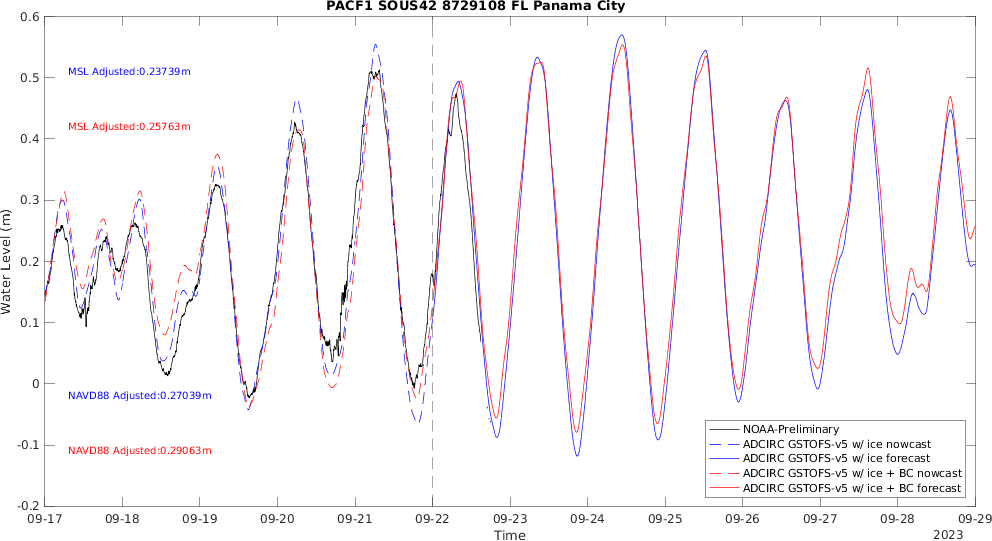 PACF1 SOUS42 8729108 FL Panama City
0.6
0.5
0.4
0.3
0.2
0.1
0
-0.1
-0.2
Water Level (m)
MSL Adjusted:0.23739m
MSL Adjusted:0.25763m
NAVD88 Adjusted:0.27039m
NAVD88 Adjusted:0.29063m
NOAA-Preliminary
ADCIRC GSTOFS-v5 w/ ice nowcast
ADCIRC GSTOFS-v5 w/ ice forecast
ADCIRC GSTOFS-v5 w/ ice + BC nowcast
ADCIRC GSTOFS-v5 w/ ice + BC forecast
09-17 09-18 09-19 09-20 09-21 09-22 09-23 09-24 09-25 09-26 09-27 09-28 09-29
Time
2023